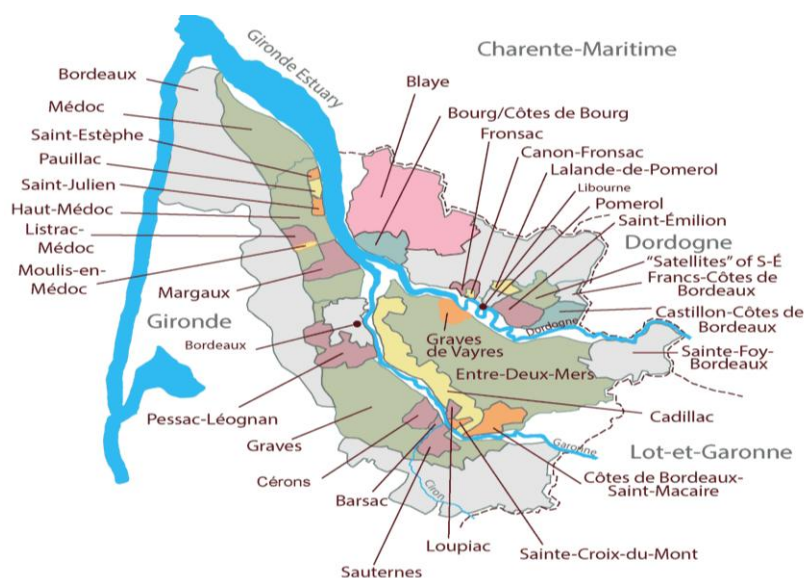 Charente-Maritime
Gironde Estuary
Bordeaux
Médoc
Saint-Estèphe
Pauillac
Saint-Julien
Haut-Médoc
Listrac-
Médoc
Moulis-en-
Médoc
Margaux
Gironde
Bordeaux
Pessac-Léognan
Graves
Cérons
Barsac
Sauternes
Blaye
Bourg/Côtes de Bourg
Fronsac
Canon-Fronsac
Lalande-de-Pomerol
Libourne
Pomerol
Saint-Émilion
Dordogne
"Satellites" of S-É
Francs-Côtes de
Bordeaux
Castillon-Côtes de
Bordeaux
Dordogne
Sainte-Foy-
Bordeaux
Graves
de Vayres
Entre-Deux-Mers
Cadillac
Lot-et-Garonne
Garonne
Côtes de Bordeaux-
Saint-Macaire
Ciron
Loupiac
Sainte-Croix-du-Mont